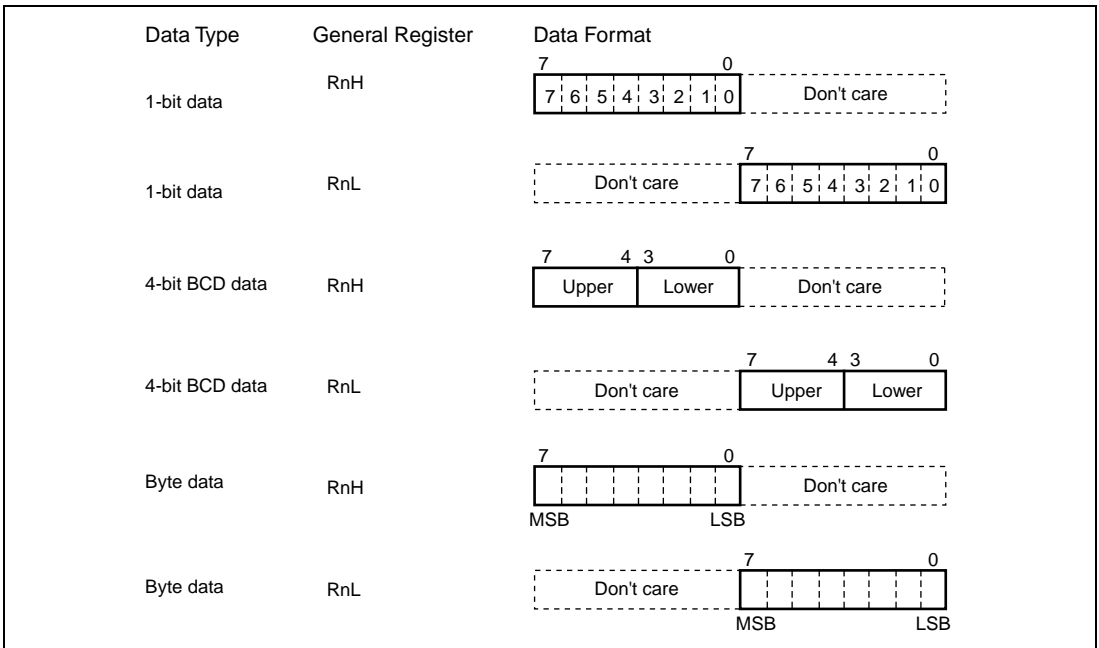 Data Type General Register Data Format
7 0
1-bit data RnH 7 6 5 4 3 2 1 0 Don't care
7 0
1-bit data RnL Don't care 7 6 5 4 3 2 1 0
7 4 3 0
4-bit BCD data RnH Upper Lower Don't care
7 4 3 0
4-bit BCD data RnL Don't care Upper Lower
7 0
Byte data RnH Don't care
MSB LSB
7 0
Byte data RnL Don't care
MSB LSB